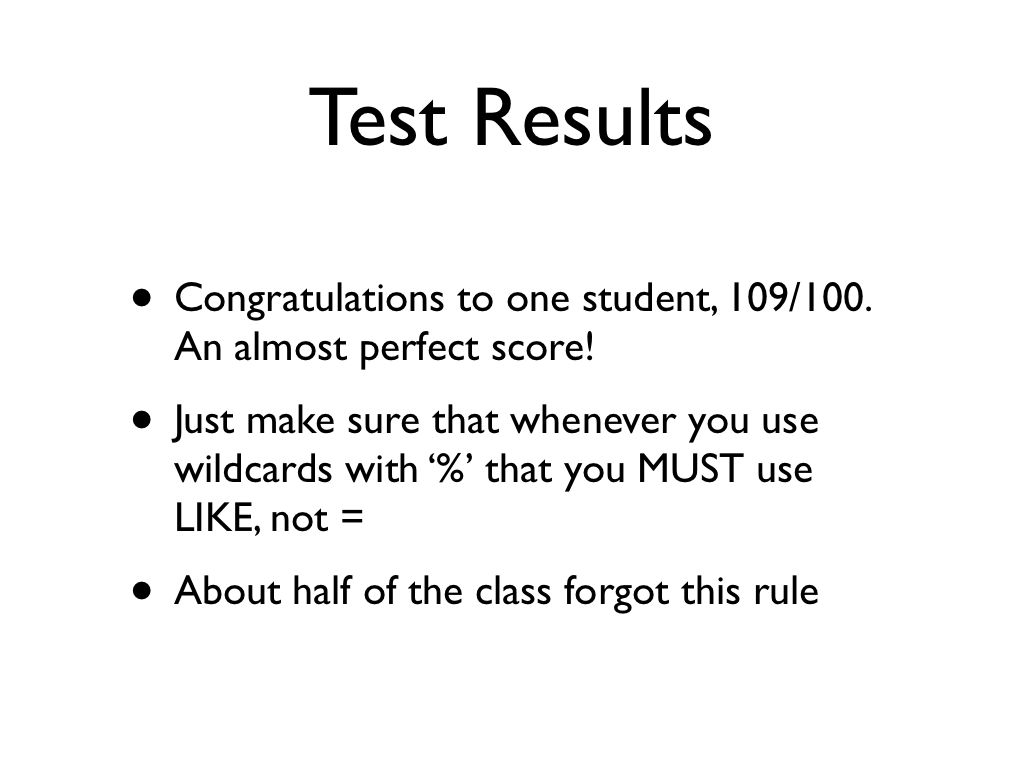 Test Results
• Congratulations to one student, 109/100.
An almost perfect score!
• Just make sure that whenever you use
wildcards with ‘%’ that you MUST use
LIKE, not =
• About half of the class forgot this rule